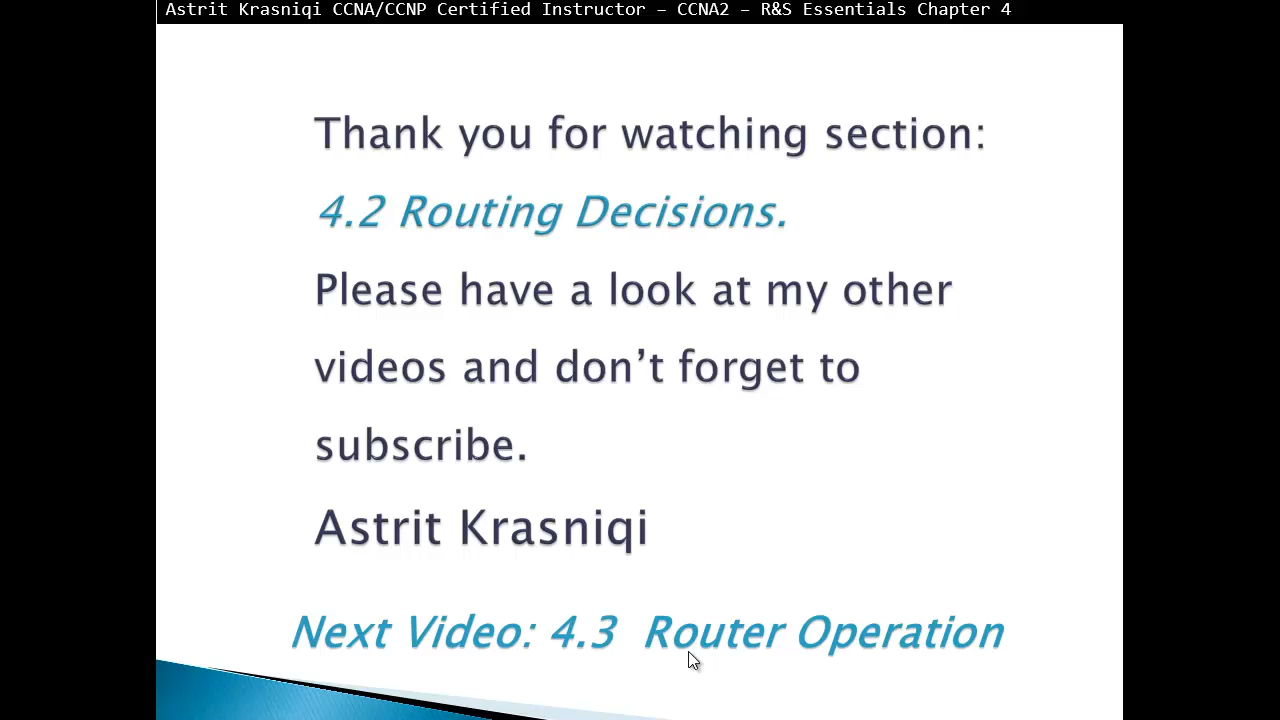 Astrit Krasniqi CCNA/CCNP Certified Instructor – CCNA2 – R&S Essentials Chapter 4
Thank you for watching section:
4.2 Routing Decisions.
Please have a look at my other
videos and don’t forget to
subscribe.
Astrit Krasniqi
Next Video: 4.3 Router Operation